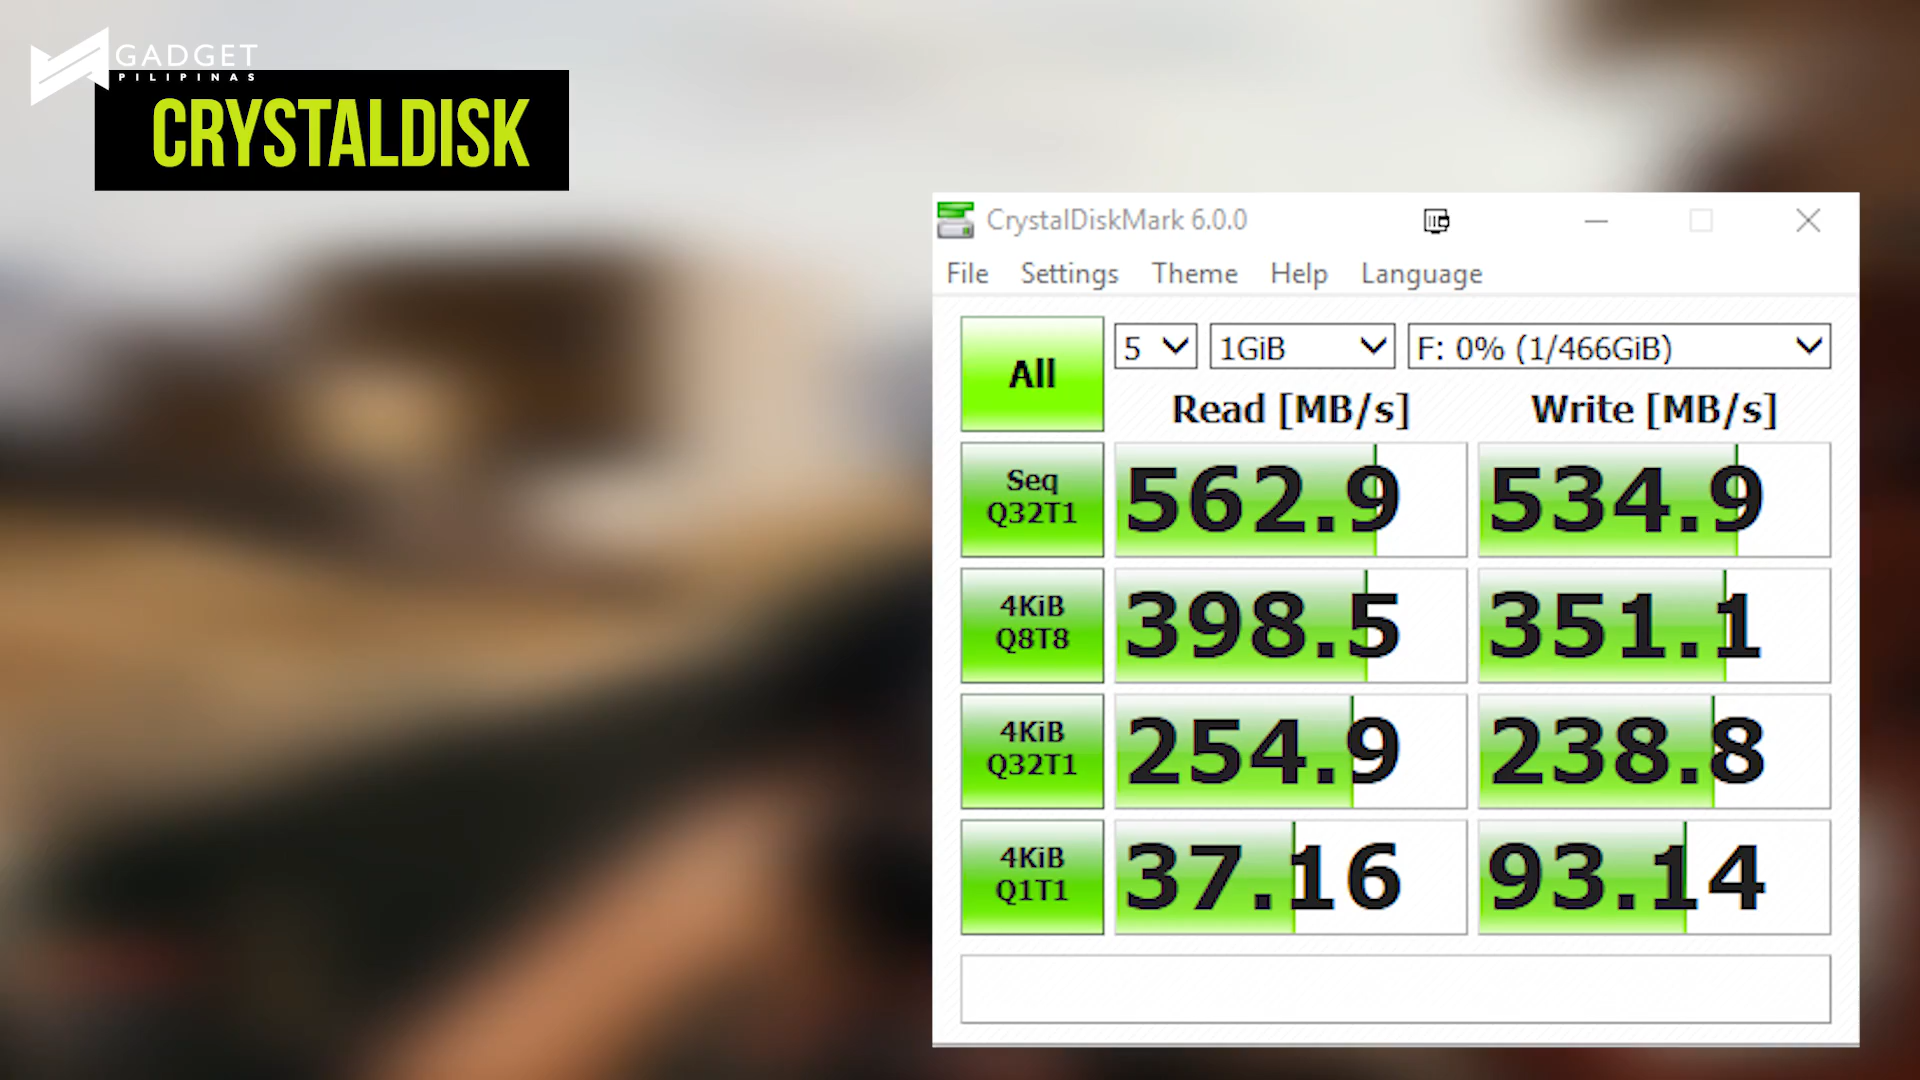 GADGET
PILIPINAS
CRYSTALDISK
CrystalDiskMark 6.0.0
File Settings Theme Help Language
All 5 1GiB F: 0% (1/466GiB)
Read [MB/s] Write [MB/s]
Seq
Q32T1 562.9 534.9
4KiB
Q8T8 398.5 351.1
4KiB
Q32T1 254.9 238.8
4KiB
Q1T1 37.16 93.14